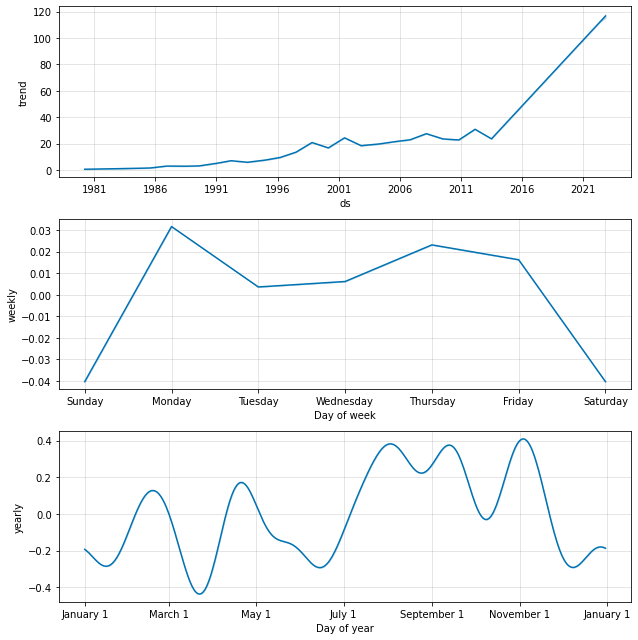 120
100
80
60
40
20
0
trend
1981 1986 1991 1996 2001 2006 2011 2016 2021
ds
0.03
0.02
0.01
0.00
−0.01
−0.02
−0.03
−0.04
weekly
Sunday Monday Tuesday Wednesday Thursday Friday Saturday
Day of week
0.4
0.2
0.0
−0.2
−0.4
yearly
January 1 March 1 May 1 July 1 September 1 November 1 January 1
Day of year